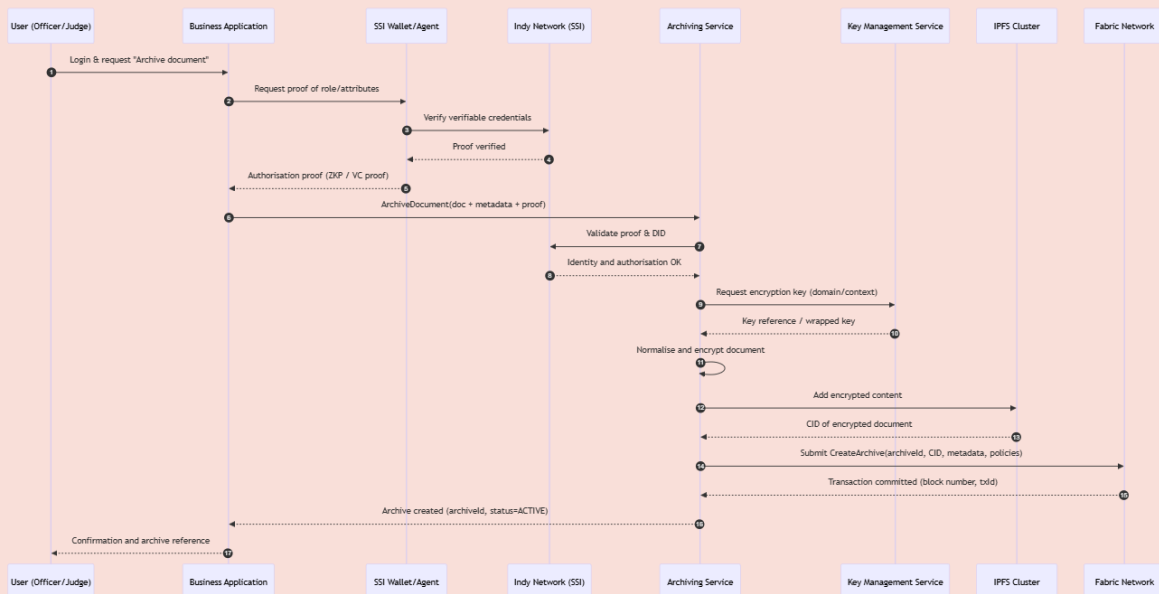 User (Officer/Judge) Business Application SSI Wallet/Agent Indy Network (SSI) Archiving Service Key Management Service IPFS Cluster Fabric Network
Login & request "Archive document"
1
Request proof of role/attributes
2
Verify verifiable credentials
3
Proof verified
4
Authorisation proof (ZKP / VC proof)
5
ArchiveDocument(doc + metadata + proof)
6
Validate proof & DID
7
Identity and authorisation OK
8
Request encryption key (domain/context)
9
Key reference / wrapped key
10
Normalise and encrypt document
11
Add encrypted content
12
CID of encrypted document
13
Submit CreateArchive(archiveId, CID, metadata, policies)
14
Transaction committed (block number, txId)
15
Archive created (archiveId, status=ACTIVE)
16
Confirmation and archive reference
17
User (Officer/Judge) Business Application SSI Wallet/Agent Indy Network (SSI) Archiving Service Key Management Service IPFS Cluster Fabric Network